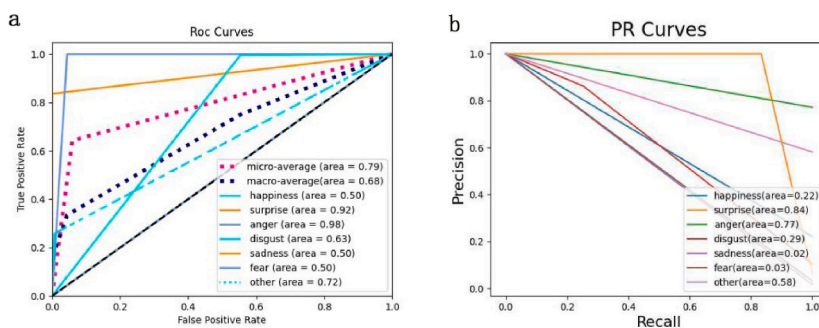 a
Roc Curves
1.0
0.8
0.6
0.4
0.2
0.0
True Positive Rate
micro-average (area = 0.79)
macro-average(area = 0.68)
happiness (area = 0.50)
surprise (area = 0.92)
anger (area = 0.98)
disgust (area = 0.63)
sadness (area = 0.50)
fear (area = 0.50)
other (area = 0.72)
0.0 0.2 0.4 0.6 0.8 1.0
False Positive Rate
b
PR Curves
1.0
0.8
0.6
0.4
0.2
0.0
Precision
happiness(area=0.22)
surprise(area=0.84)
anger(area=0.77)
disgust(area=0.29)
sadness(area=0.02)
fear(area=0.03)
other(area=0.58)
0.0 0.2 0.4 0.6 0.8 1.0
Recall